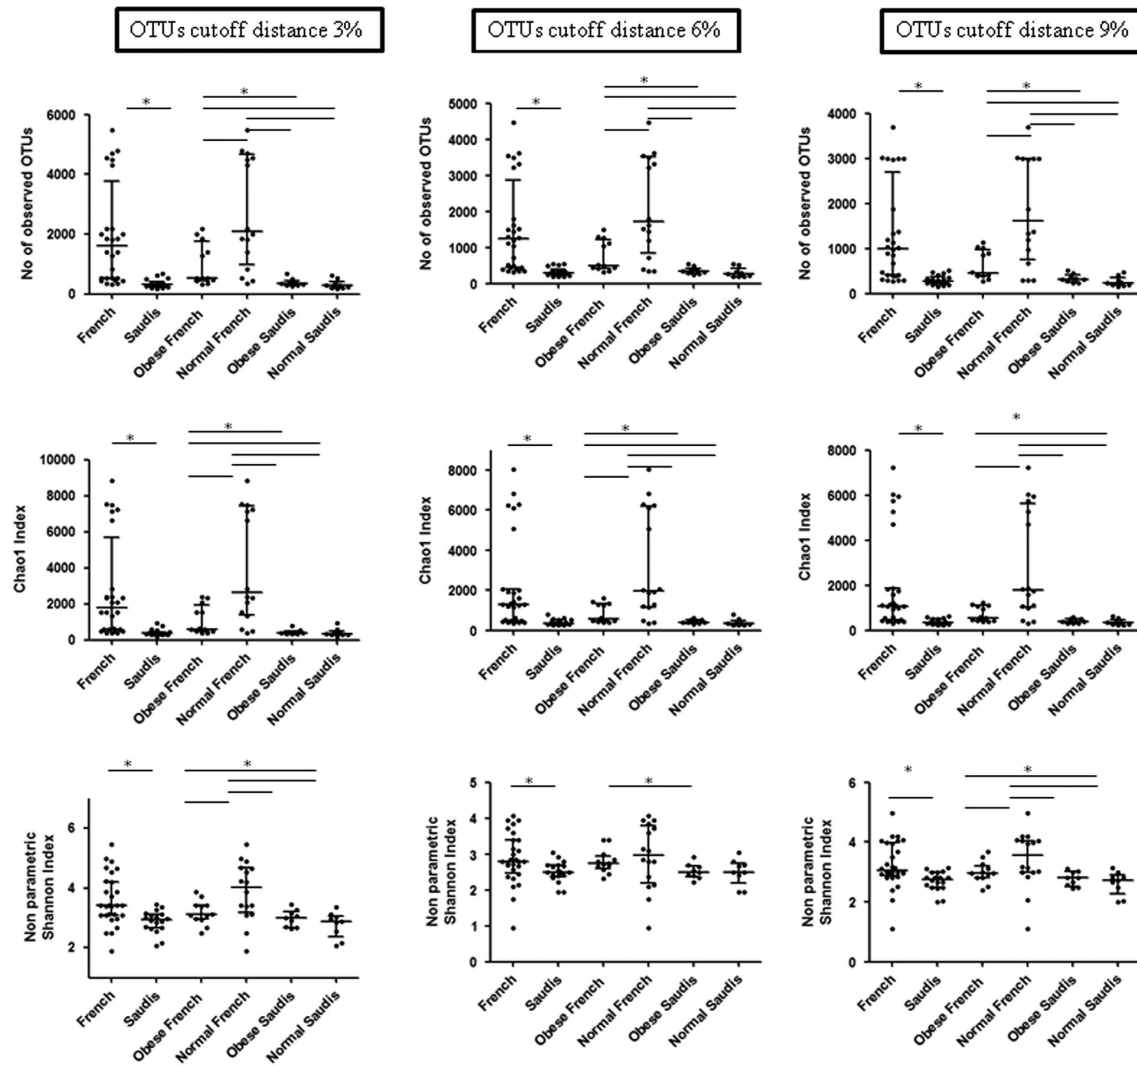 OTUs cutoff distance 3%
OTUs cutoff distance 6%
OTUs cutoff distance 9%
No of observed OTUs
6000
4000
2000
0
*
*
French
Saudis
Obese French
Normal French
Obese Saudis
Normal Saudis
No of observed OTUs
5000
4000
3000
2000
1000
0
*
*
French
Saudis
Obese French
Normal French
Obese Saudis
Normal Saudis
No of observed OTUs
4000
3000
2000
1000
0
*
*
French
Saudis
Obese French
Normal French
Obese Saudis
Normal Saudis
Chao1 Index
10000
8000
6000
4000
2000
0
*
*
French
Saudis
Obese French
Normal French
Obese Saudis
Normal Saudis
Chao1 Index
8000
6000
4000
2000
0
*
*
French
Saudis
Obese French
Normal French
Obese Saudis
Normal Saudis
Chao1 Index
8000
6000
4000
2000
0
*
*
French
Saudis
Obese French
Normal French
Obese Saudis
Normal Saudis
Non parametric
Shannon Index
6
4
2
*
*
French
Saudis
Obese French
Normal French
Obese Saudis
Normal Saudis
Non parametric
Shannon Index
5
4
3
2
1
0
*
*
French
Saudis
Obese French
Normal French
Obese Saudis
Normal Saudis
Non parametric
Shannon Index
6
4
2
0
*
*
French
Saudis
Obese French
Normal French
Obese Saudis
Normal Saudis